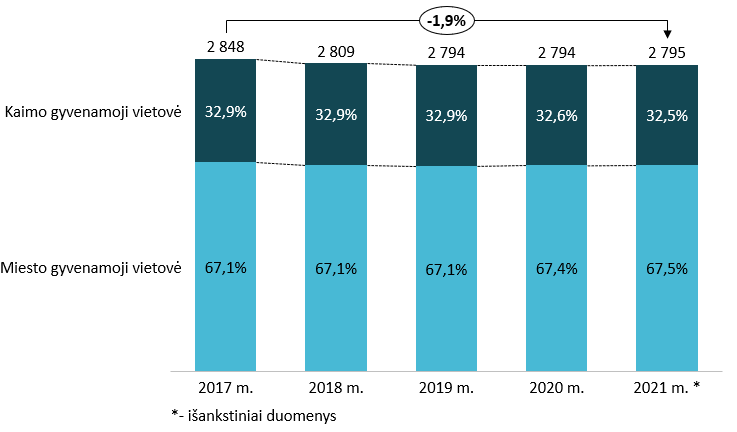 -1,9%
2 848 2 809 2 794 2 794 2 795
Kaimo gyvenamoji vietovė 32,9% 32,9% 32,9% 32,6% 32,5%
Miesto gyvenamoji vietovė 67,1% 67,1% 67,1% 67,4% 67,5%
2017 m. 2018 m. 2019 m. 2020 m. 2021 m. *
*- išankstiniai duomenys